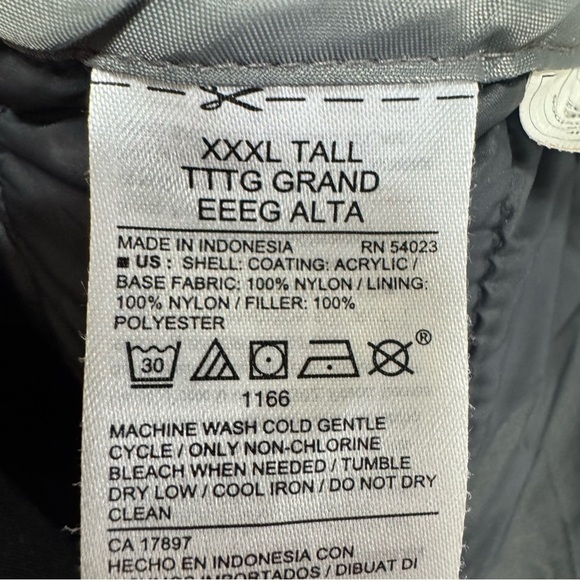 XXXL TALL
TTTG GRAND
EEEG ALTA
MADE IN INDONESIA RN 54023
■ US : SHELL: COATING: ACRYLIC /
BASE FABRIC: 100% NYLON / LINING:
100% NYLON / FILLER: 100%
POLYESTER
30 ®
1166
MACHINE WASH COLD GENTLE
CYCLE / ONLY NON-CHLORINE
BLEACH WHEN NEEDED / TUMBLE
DRY LOW / COOL IRON / DO NOT DRY
CLEAN
CA 17897
HECHO EN INDONESIA CON
/ DIBUAT DI